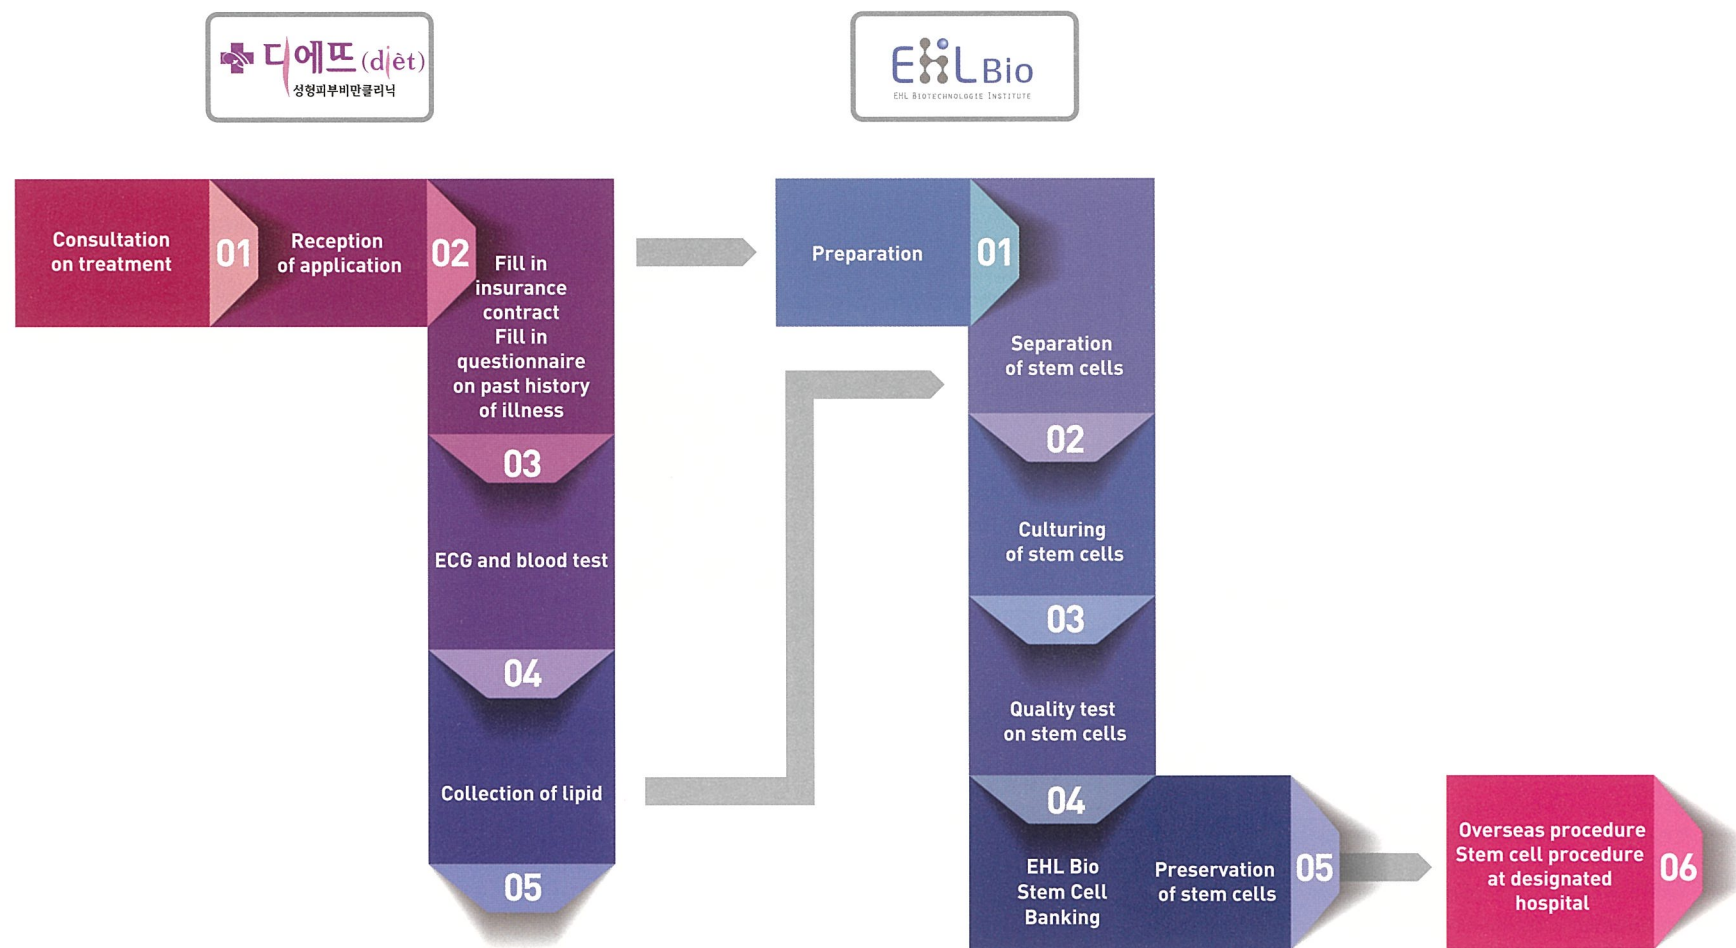 디에뜨(dièt)
성형피부비만클리닉
EHL Bio
EHL BIOTECHNOLOGIE INSTITUTE
Consultation
on treatment
01
Reception
of application
02
Fill in
insurance
contract
Fill in
questionnaire
on past history
of illness
03
ECG and blood test
04
Collection of lipid
05
Preparation
01
Separation
of stem cells
02
Culturing
of stem cells
03
Quality test
on stem cells
04
EHL Bio
Stem Cell
Banking
Preservation
of stem cells
05
Overseas procedure
Stem cell procedure
at designated
hospital
06